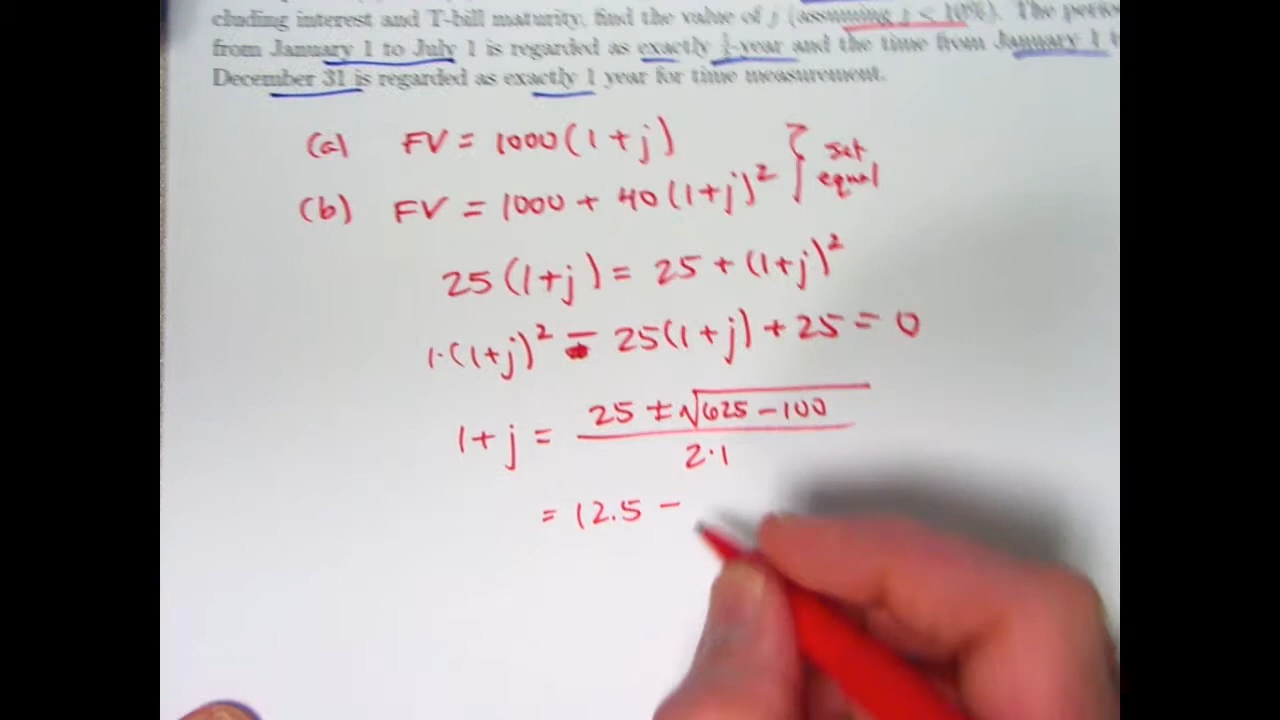 cluding interest and T-bill maturity, find the value of j (assuming j < 10%). The perio
from January 1 to July 1 is regarded as exactly ½-year and the time from January 1 t
December 31 is regarded as exactly 1 year for time measurement.
(a) FV = 1000(1+j)
(b) FV = 1000 + 40(1+j)² } set equal
25(1+j) = 25 + (1+j)²
1·(1+j)² - 25(1+j) + 25 = 0
1+j = 25 ± √625 - 100 / 2·1
= 12.5 -